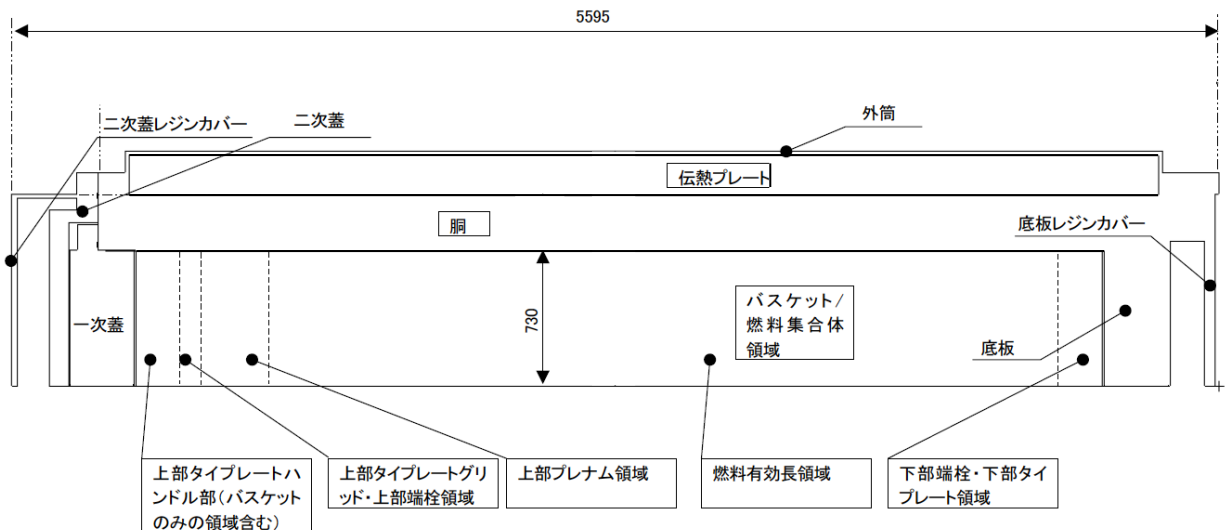 5595
二次蓋レジンカバー
二次蓋
外筒
伝熱プレート
胴
底板レジンカバー
一次蓋
730
バスケット/
燃料集合体
領域
底板
上部タイプレートハ
ンドル部(バスケット
のみの領域含む)
上部タイプレートグリ
ッド・上部端栓領域
上部プレナム領域
燃料有効長領域
下部端栓・下部タイ
プレート領域